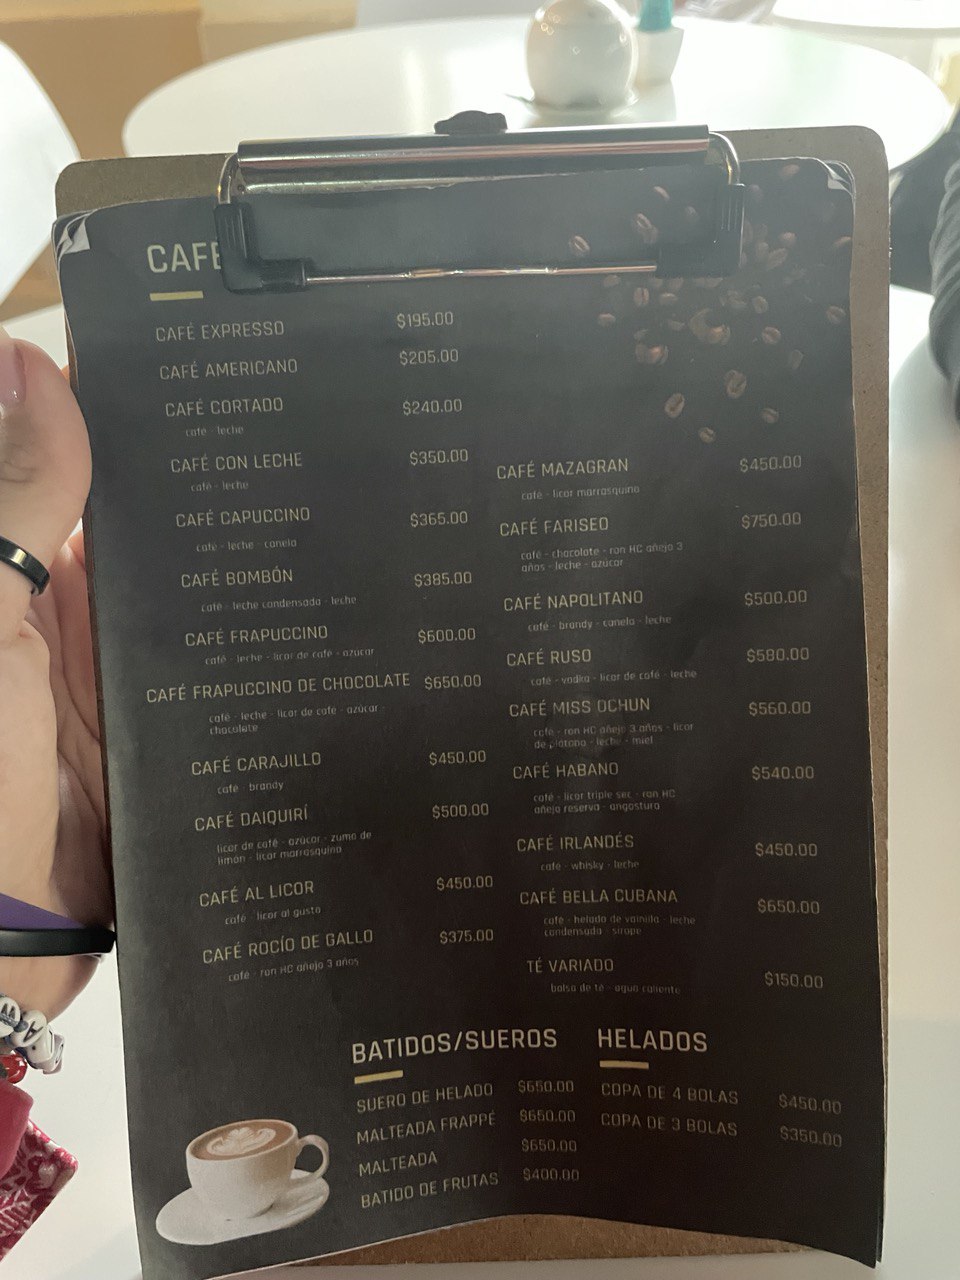 CAFÉ
CAFÉ EXPRESSO $195.00
CAFÉ AMERICANO $205.00
CAFÉ CORTADO $240.00
café - leche
CAFÉ CON LECHE $350.00
café - leche
CAFÉ CAPUCCINO $365.00
café - leche - canela
CAFÉ BOMBÓN $385.00
café - leche condensada - leche
CAFÉ FRAPUCCINO $600.00
café - leche - licor de café - azúcar
CAFÉ FRAPUCCINO DE CHOCOLATE $650.00
café - leche - licor de café - azúcar -
chocolate
CAFÉ CARAJILLO $450.00
café - brandy
CAFÉ DAIQUIRÍ $500.00
licor de café - azúcar - zumo de
limón - licor marrasquino
CAFÉ AL LICOR $450.00
café - licor al gusto
CAFÉ ROCÍO DE GALLO $375.00
café - ron HC añejo 3 años
CAFÉ MAZAGRAN $450.00
café - licor marrasquino
CAFÉ FARISEO $750.00
café - chocolate - ron HC añejo 3
años - leche - azúcar
CAFÉ NAPOLITANO $500.00
café - brandy - canela - leche
CAFÉ RUSO $580.00
café - vodka - licor de café - leche
CAFÉ MISS OCHUN $560.00
café - ron HC añejo 3 años - licor
de plátano - leche - miel
CAFÉ HABANO $540.00
café - licor triple sec - ron HC
añejo reserva - angostura
CAFÉ IRLANDÉS $450.00
café - whisky - leche
CAFÉ BELLA CUBANA $650.00
café - helado de vainilla - leche
condensada - sirope
TÉ VARIADO $150.00
bolsa de té - agua caliente
BATIDOS/SUEROS
SUERO DE HELADO $650.00
MALTEADA FRAPPÉ $650.00
MALTEADA $650.00
BATIDO DE FRUTAS $400.00
HELADOS
COPA DE 4 BOLAS $450.00
COPA DE 3 BOLAS $350.00